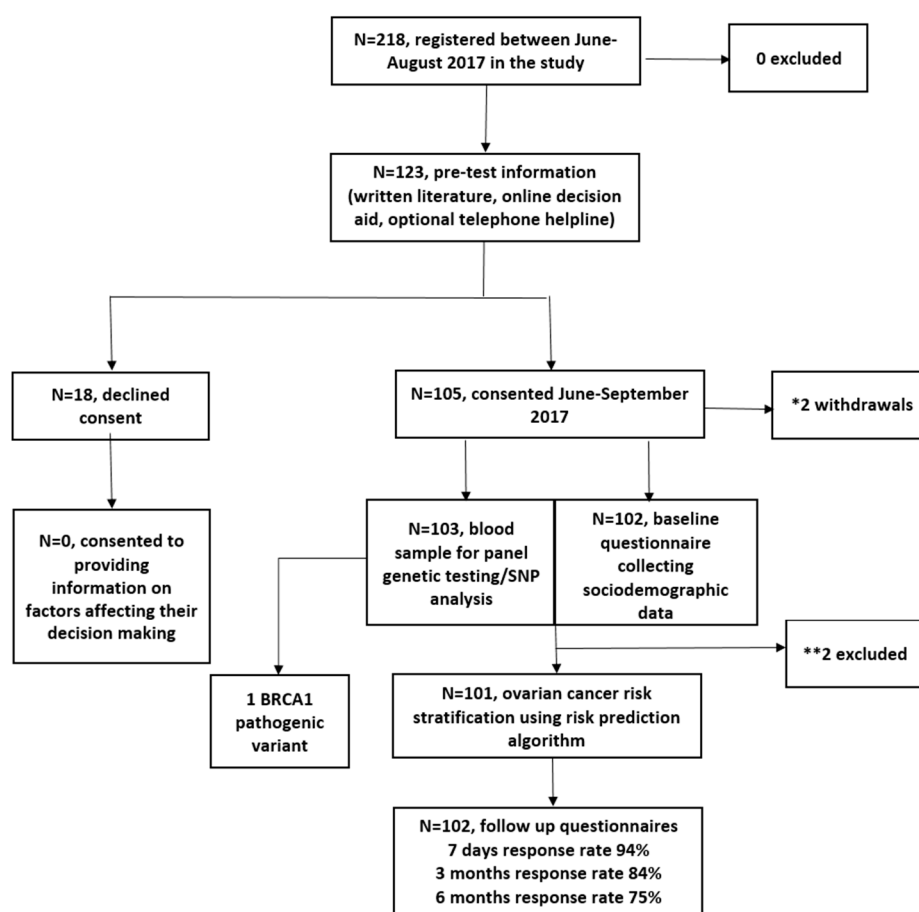 N=218, registered between June-
August 2017 in the study
0 excluded
N=123, pre-test information
(written literature, online decision
aid, optional telephone helpline)
N=18, declined
consent
N=105, consented June-September
2017
*2 withdrawals
N=0, consented to
providing
information on
factors affecting their
decision making
N=103, blood
sample for panel
genetic testing/SNP
analysis
N=102, baseline
questionnaire
collecting
sociodemographic
data
**2 excluded
1 BRCA1
pathogenic
variant
N=101, ovarian cancer risk
stratification using risk prediction
algorithm
N=102, follow up questionnaires
7 days response rate 94%
3 months response rate 84%
6 months response rate 75%